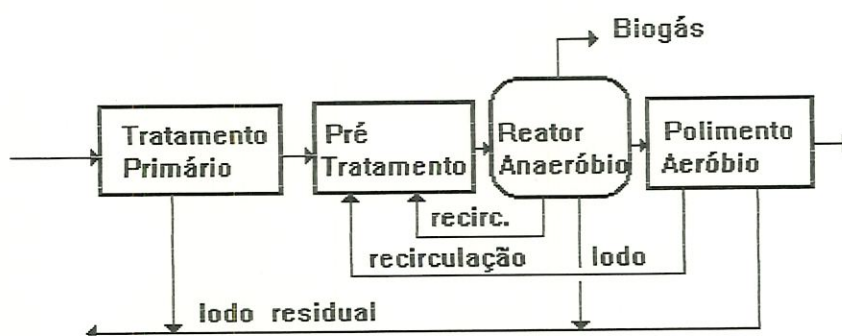 Biogás
Tratamento
Primário
Pré
Tratamento
Reator
Anaeróbio
Polimento
Aeróbio
recirc.
recirculação
lodo
lodo residual